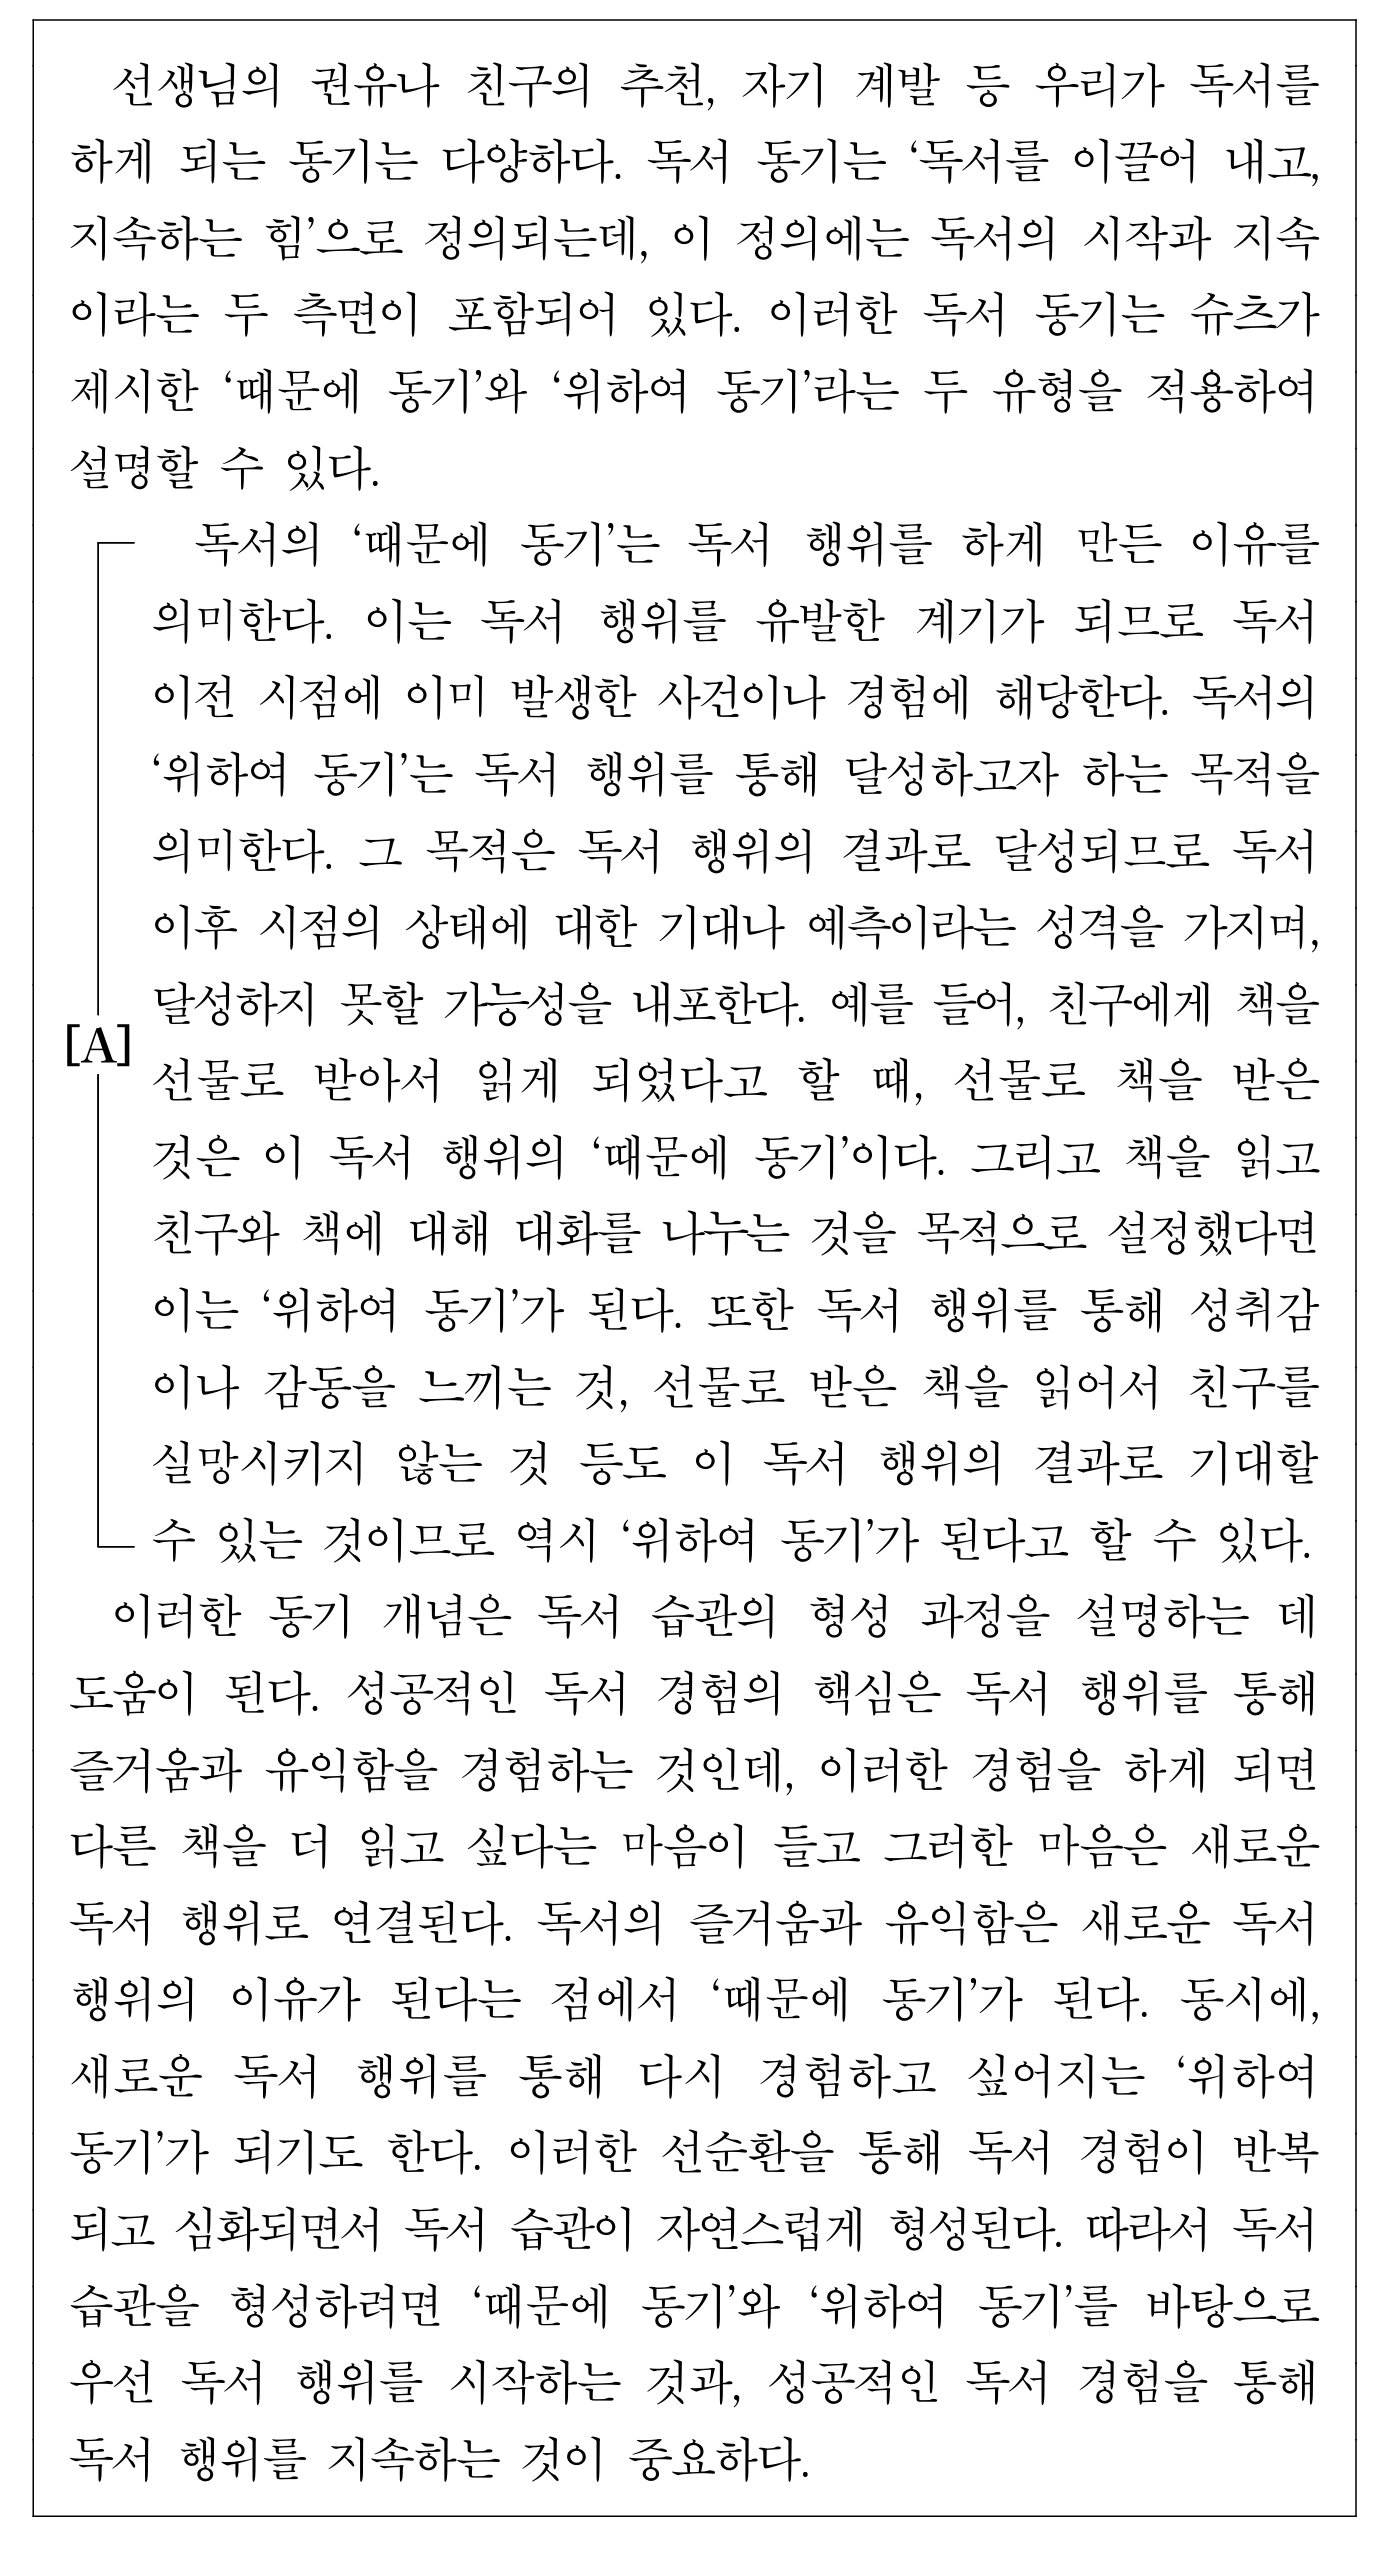 선생님의 권유나 친구의 추천, 자기 계발 등 우리가 독서를
하게 되는 동기는 다양하다. 독서 동기는 ‘독서를 이끌어 내고,
지속하는 힘’으로 정의되는데, 이 정의에는 독서의 시작과 지속
이라는 두 측면이 포함되어 있다. 이러한 독서 동기는 슈츠가
제시한 ‘때문에 동기’와 ‘위하여 동기’라는 두 유형을 적용하여
설명할 수 있다.
독서의 ‘때문에 동기’는 독서 행위를 하게 만든 이유를
의미한다. 이는 독서 행위를 유발한 계기가 되므로 독서
이전 시점에 이미 발생한 사건이나 경험에 해당한다. 독서의
‘위하여 동기’는 독서 행위를 통해 달성하고자 하는 목적을
의미한다. 그 목적은 독서 행위의 결과로 달성되므로 독서
이후 시점의 상태에 대한 기대나 예측이라는 성격을 가지며,
달성하지 못할 가능성을 내포한다. 예를 들어, 친구에게 책을
[A]
선물로 받아서 읽게 되었다고 할 때, 선물로 책을 받은
것은 이 독서 행위의 ‘때문에 동기’이다. 그리고 책을 읽고
친구와 책에 대해 대화를 나누는 것을 목적으로 설정했다면
이는 ‘위하여 동기’가 된다. 또한 독서 행위를 통해 성취감
이나 감동을 느끼는 것, 선물로 받은 책을 읽어서 친구를
실망시키지 않는 것 등도 이 독서 행위의 결과로 기대할
수 있는 것이므로 역시 ‘위하여 동기’가 된다고 할 수 있다.
이러한 동기 개념은 독서 습관의 형성 과정을 설명하는 데
도움이 된다. 성공적인 독서 경험의 핵심은 독서 행위를 통해
즐거움과 유익함을 경험하는 것인데, 이러한 경험을 하게 되면
다른 책을 더 읽고 싶다는 마음이 들고 그러한 마음은 새로운
독서 행위로 연결된다. 독서의 즐거움과 유익함은 새로운 독서
행위의 이유가 된다는 점에서 ‘때문에 동기’가 된다. 동시에,
새로운 독서 행위를 통해 다시 경험하고 싶어지는 ‘위하여
동기’가 되기도 한다. 이러한 선순환을 통해 독서 경험이 반복
되고 심화되면서 독서 습관이 자연스럽게 형성된다. 따라서 독서
습관을 형성하려면 ‘때문에 동기’와 ‘위하여 동기’를 바탕으로
우선 독서 행위를 시작하는 것과, 성공적인 독서 경험을 통해
독서 행위를 지속하는 것이 중요하다.